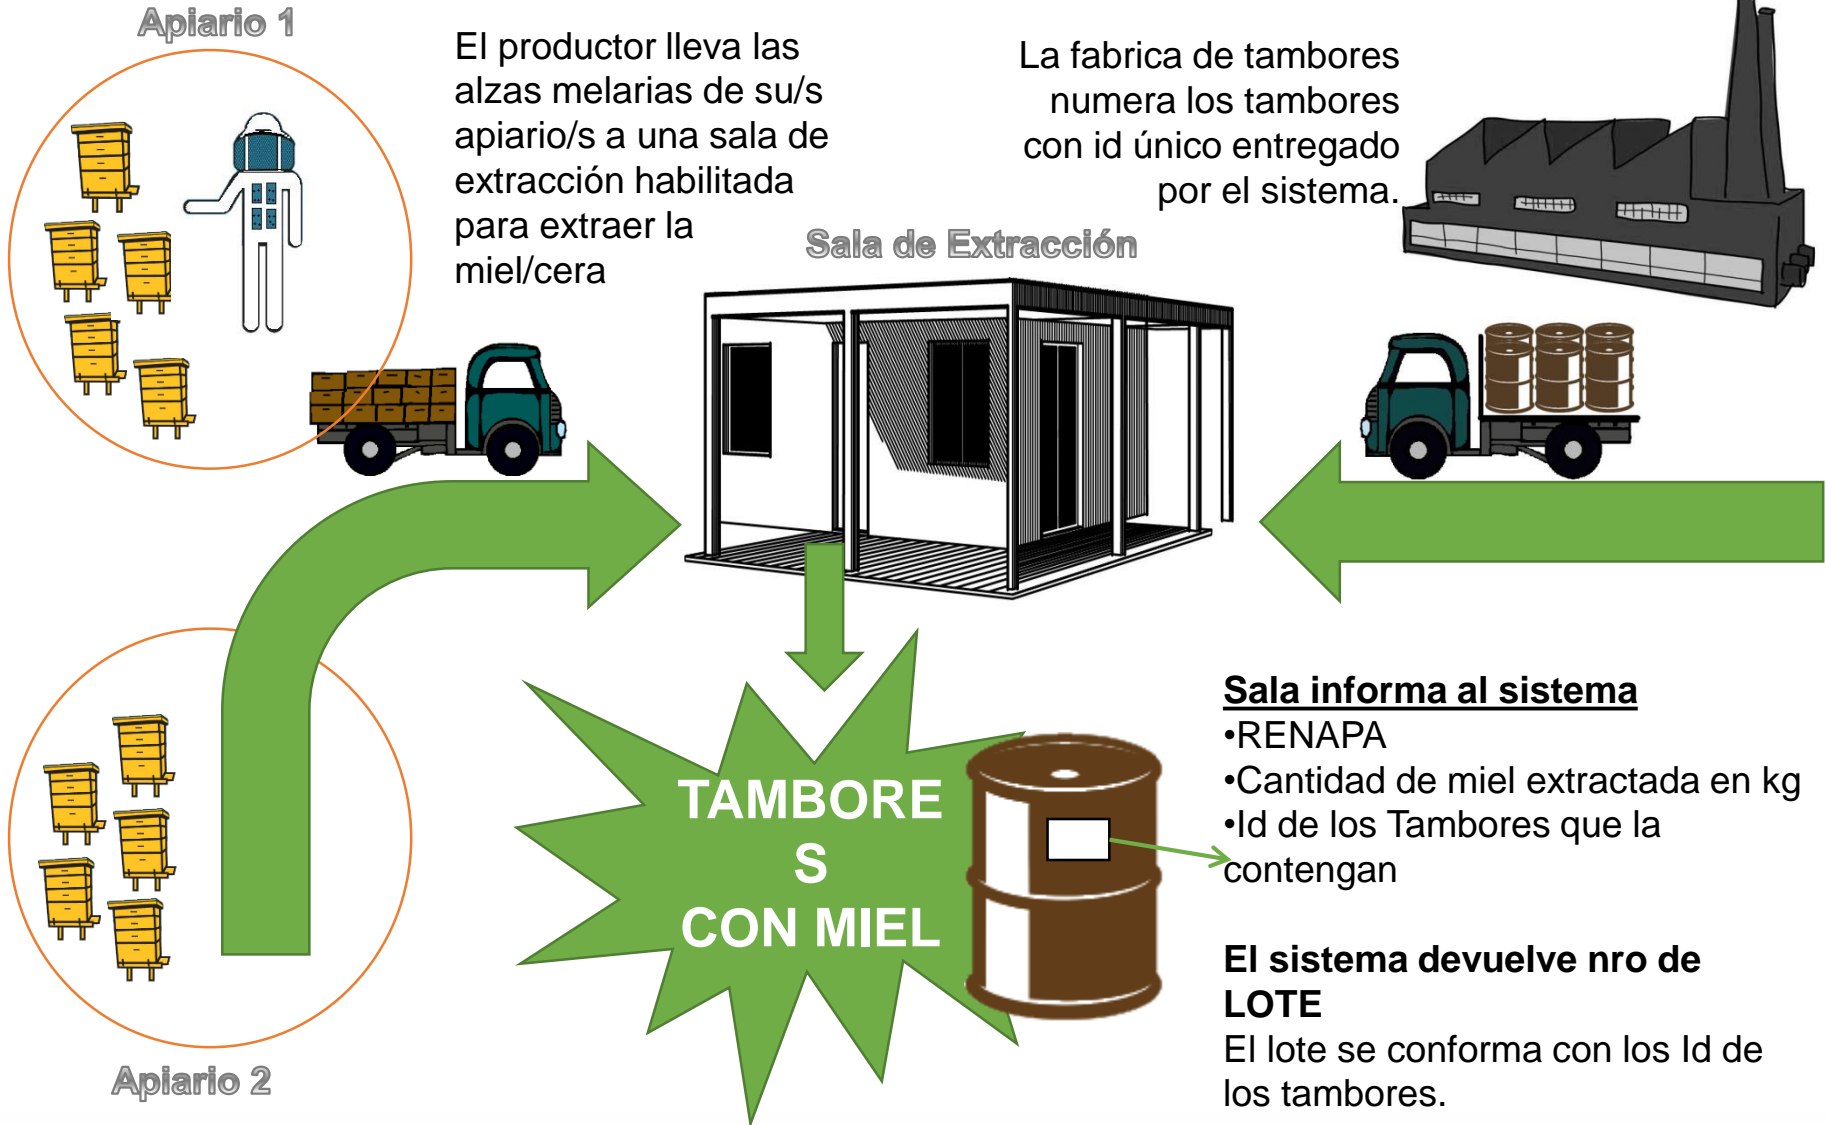 Apiario 1
El productor lleva las
alzas melarias de su/s
apiario/s a una sala de
extracción habilitada
para extraer la
miel/cera
La fabrica de tambores
numera los tambores
con id único entregado
por el sistema.
Sala de Extracción
TAMBORE
S
CON MIEL
Sala informa al sistema
•RENAPA
•Cantidad de miel extractada en kg
•Id de los Tambores que la
contengan
El sistema devuelve nro de
LOTE
El lote se conforma con los Id de
los tambores.
Apiario 2